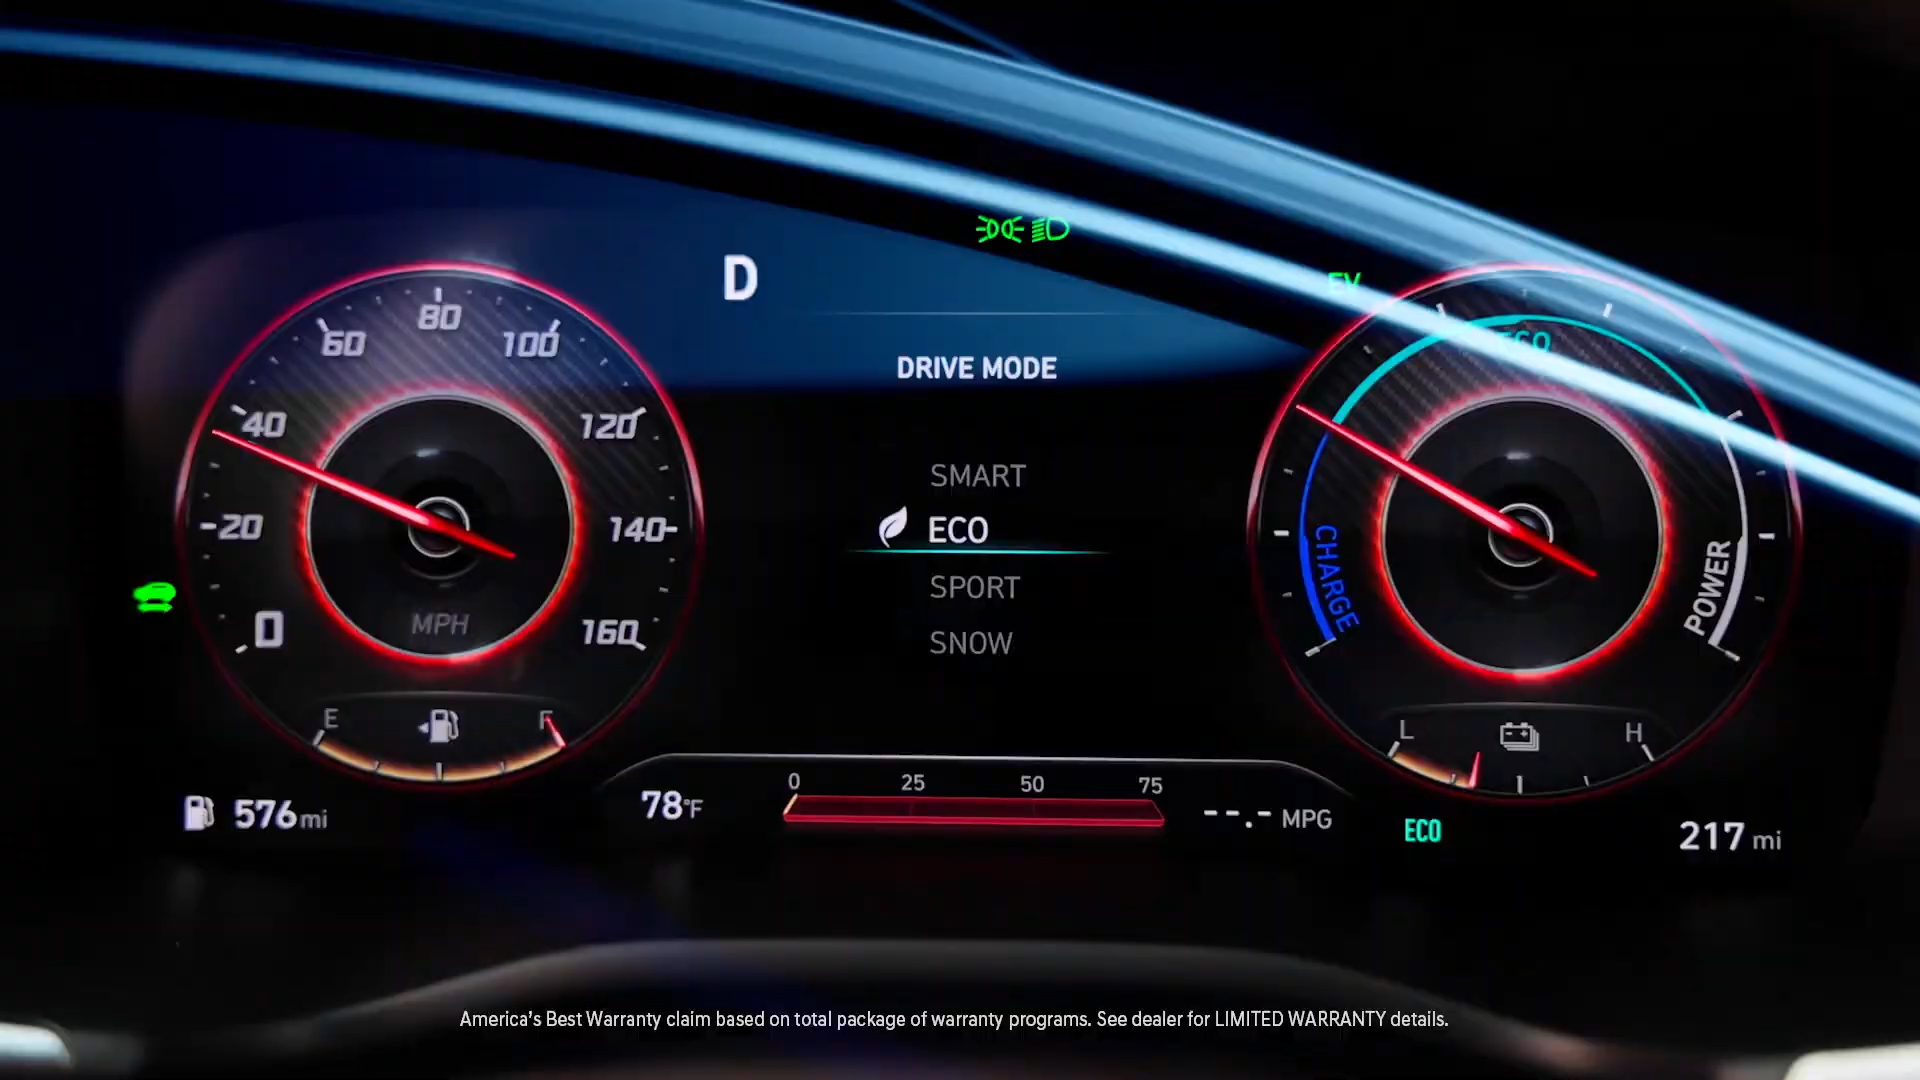 D
EV
80
60
100
ECO
DRIVE MODE
40
120
SMART
ECO
20
140
CHARGE
POWER
SPORT
0
MPH
160
SNOW
E
F
L
H
0 25 50 75
576 mi
78°F
--.- MPG
ECO
217 mi
America's Best Warranty claim based on total package of warranty programs. See dealer for LIMITED WARRANTY details.